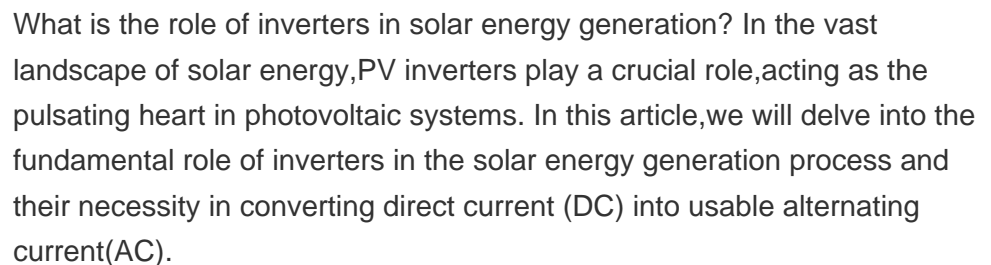 What is the role of inverters in solar energy generation? In the vast
landscape of solar energy,PV inverters play a crucial role,acting as the
pulsating heart in photovoltaic systems. In this article,we will delve into the
fundamental role of inverters in the solar energy generation process and
their necessity in converting direct current (DC) into usable alternating
current(AC).